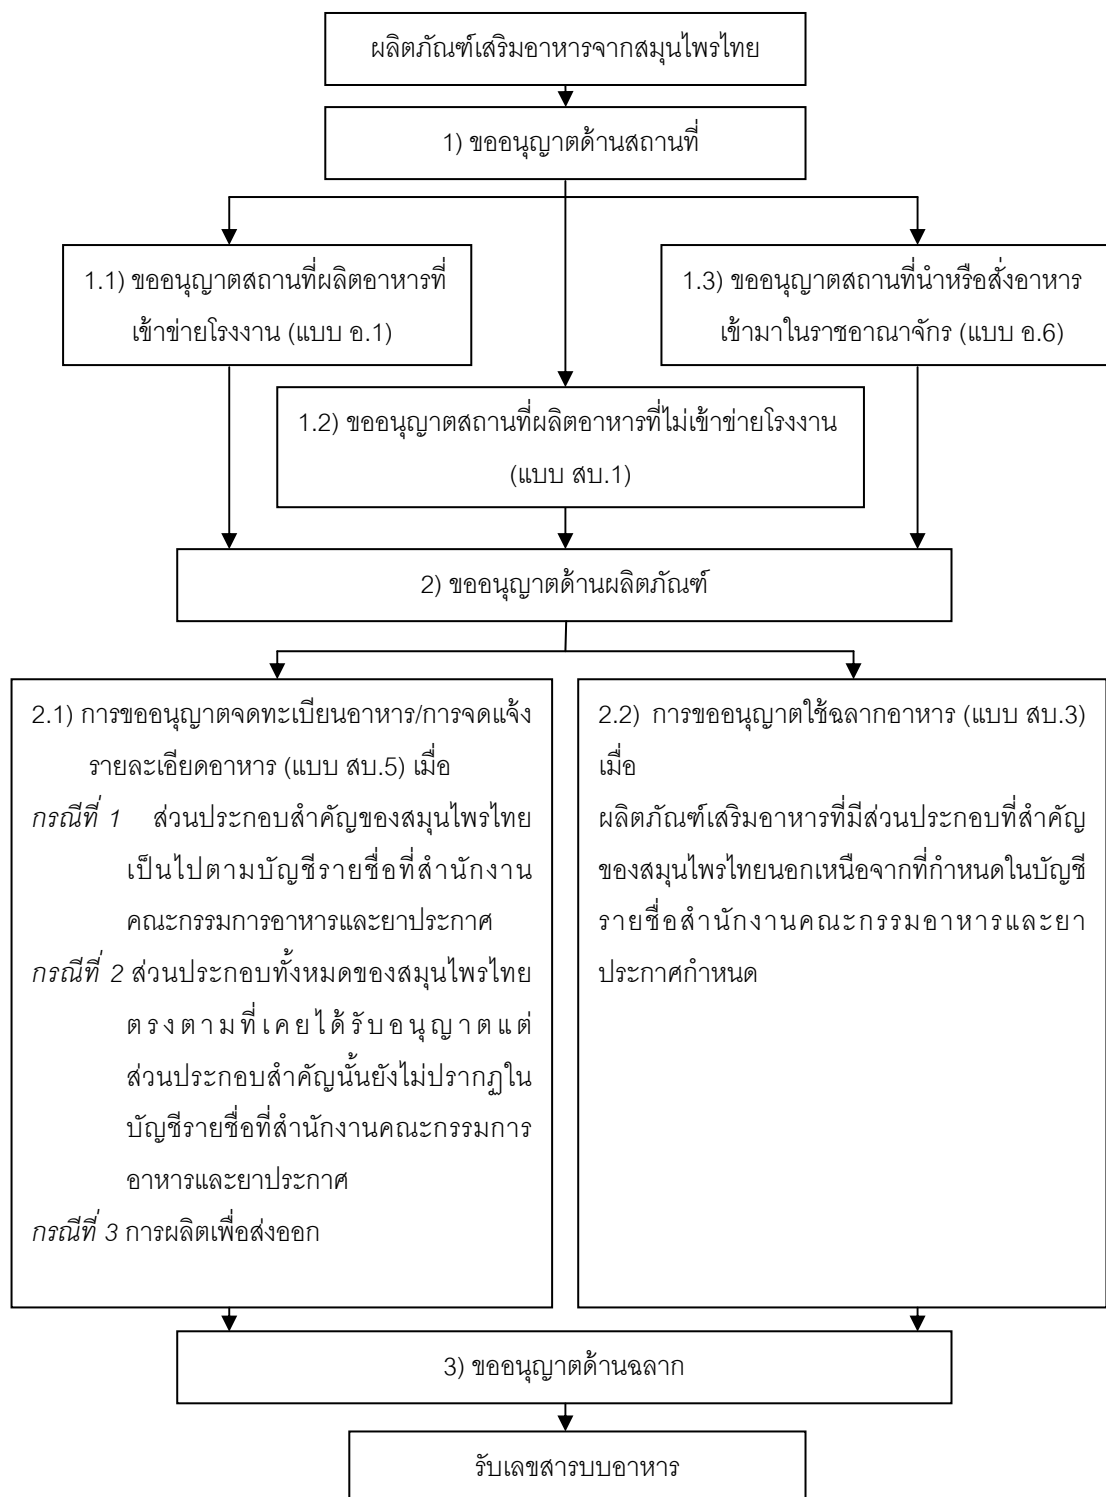 ผลิตภัณฑ์เสริมอาหารจากสมุนไพรไทย
1) ขออนุญาตด้านสถานที่
1.1) ขออนุญาตสถานที่ผลิตอาหารที่
เข้าข่ายโรงงาน (แบบ อ.1)
1.3) ขออนุญาตสถานที่นำหรือสั่งอาหาร
เข้ามาในราชอาณาจักร (แบบ อ.6)
1.2) ขออนุญาตสถานที่ผลิตอาหารที่ไม่เข้าข่ายโรงงาน
(แบบ สบ.1)
2) ขออนุญาตด้านผลิตภัณฑ์
2.1) การขออนุญาตจดทะเบียนอาหาร/การจดแจ้ง
รายละเอียดอาหาร (แบบ สบ.5) เมื่อ
กรณีที่ 1 ส่วนประกอบสำคัญของสมุนไพรไทย
เป็นไปตามบัญชีรายชื่อที่สำนักงาน
คณะกรรมการอาหารและยาประกาศ
กรณีที่ 2 ส่วนประกอบทั้งหมดของสมุนไพรไทย
ตรงตามที่เคยได้รับอนุญาตแต่
ส่วนประกอบสำคัญนั้นยังไม่ปรากฏใน
บัญชีรายชื่อที่สำนักงานคณะกรรมการ
อาหารและยาประกาศ
กรณีที่ 3 การผลิตเพื่อส่งออก
2.2) การขออนุญาตใช้ฉลากอาหาร (แบบ สบ.3)
เมื่อ
ผลิตภัณฑ์เสริมอาหารที่มีส่วนประกอบที่สำคัญ
ของสมุนไพรไทยนอกเหนือจากที่กำหนดในบัญชี
รายชื่อสำนักงานคณะกรรมอาหารและยา
ประกาศกำหนด
3) ขออนุญาตด้านฉลาก
รับเลขสารบบอาหาร